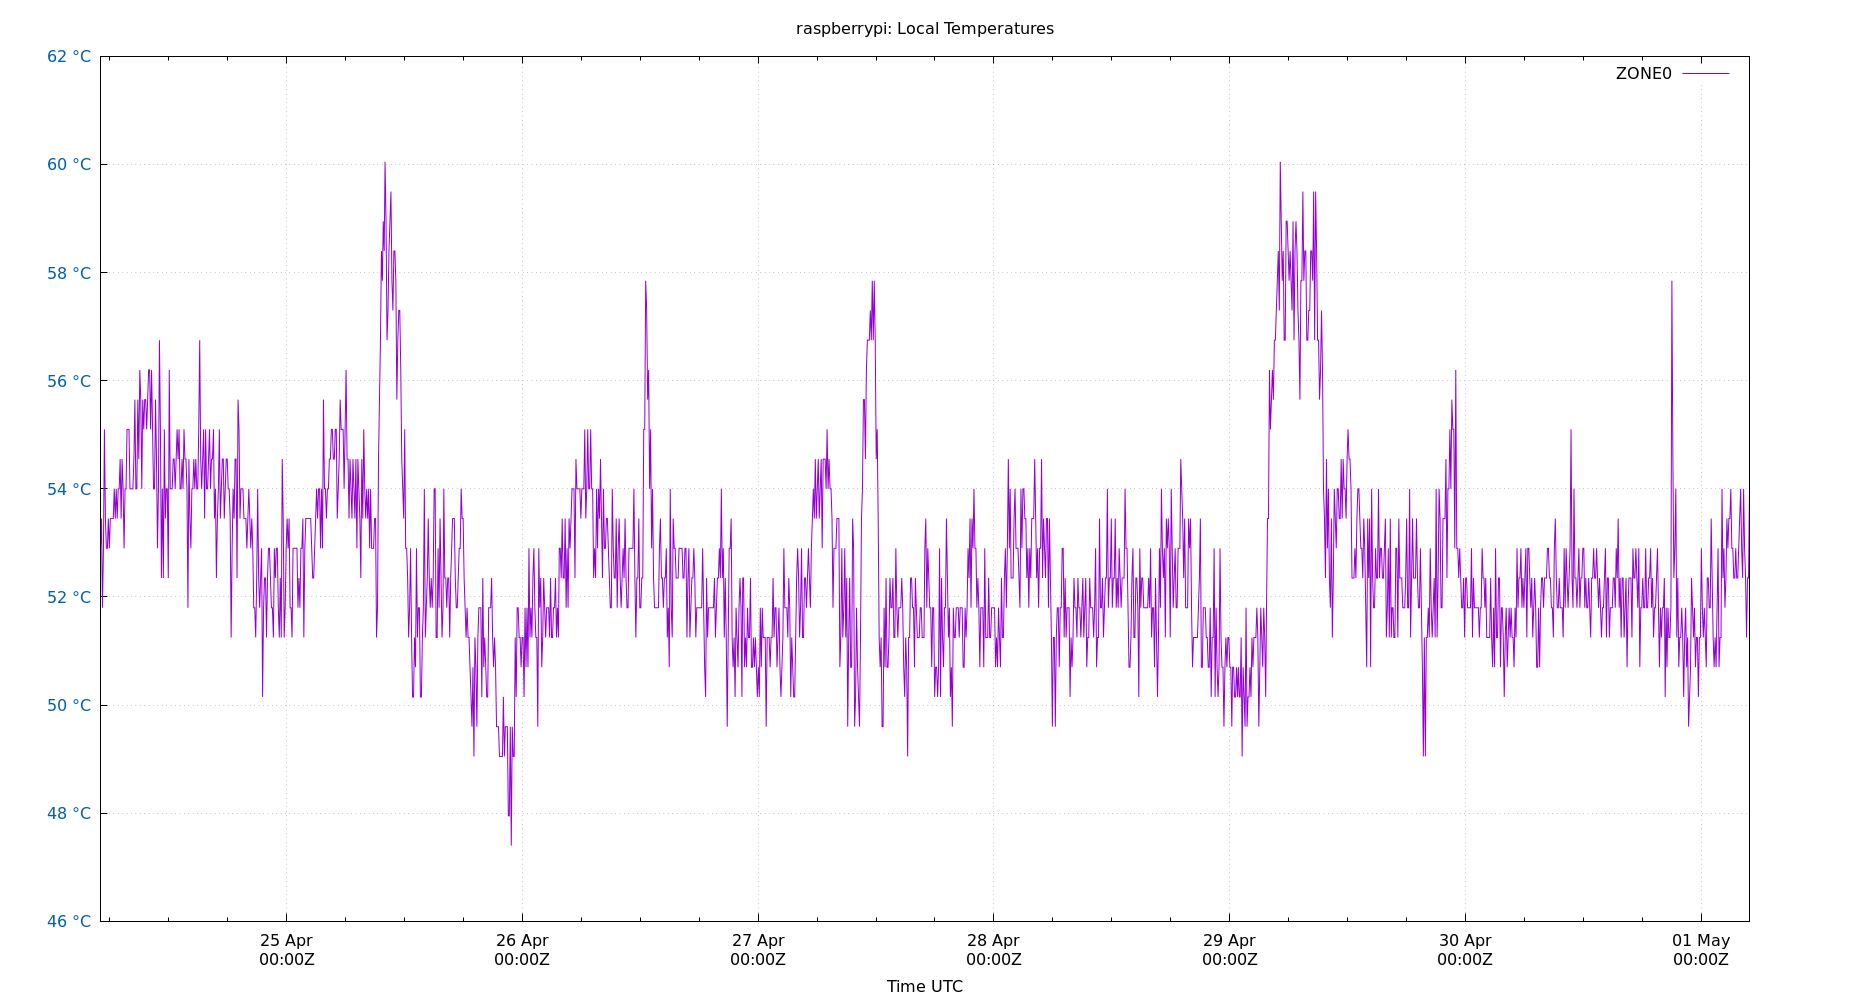 raspberrypi: Local Temperatures
62 °C
ZONE0
60 °C
58 °C
56 °C
54 °C
52 °C
50 °C
48 °C
46 °C
25 Apr 26 Apr 27 Apr 28 Apr 29 Apr 30 Apr 01 May
00:00Z 00:00Z 00:00Z 00:00Z 00:00Z 00:00Z 00:00Z
Time UTC